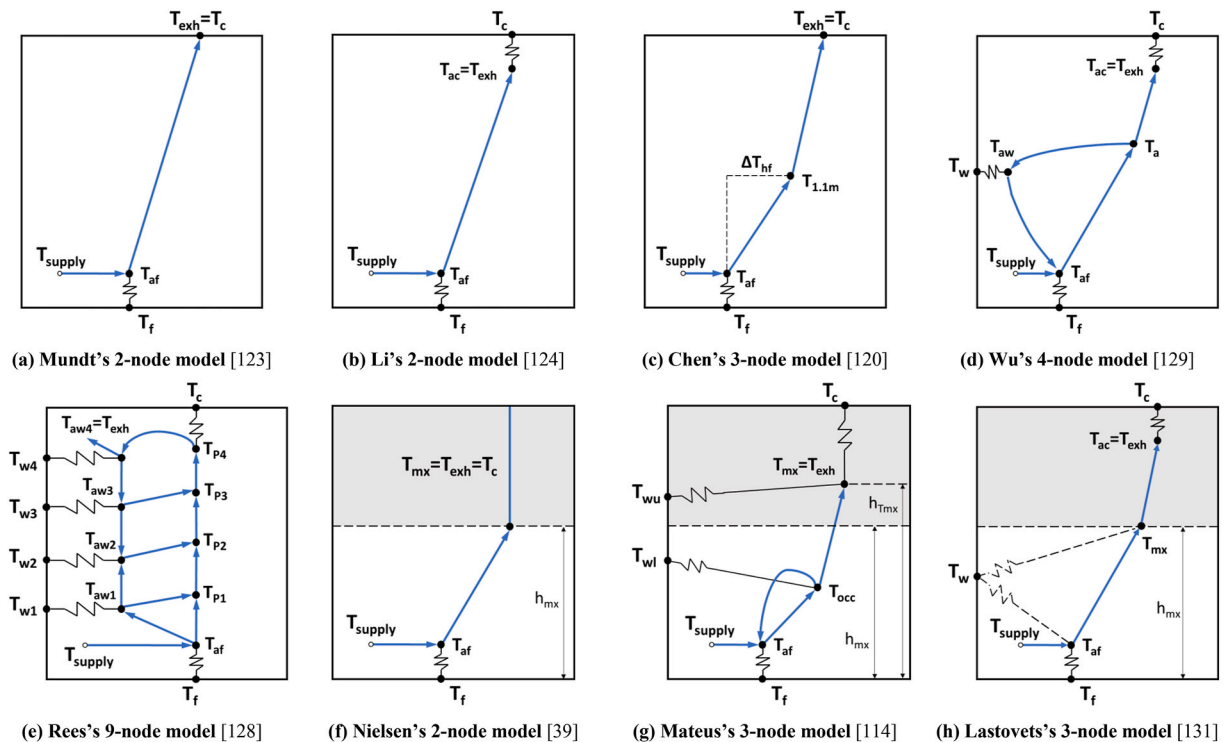 T_exh=T_c
T_supply
T_af
T_f
(a) Mundt's 2-node model [123]
T_c
T_ac=T_exh
T_supply
T_af
T_f
(b) Li's 2-node model [124]
T_exh=T_c
ΔT_hf
T_1.1m
T_supply
T_af
T_f
(c) Chen's 3-node model [120]
T_c
T_ac=T_exh
T_aw
T_a
T_w
T_supply
T_af
T_f
(d) Wu's 4-node model [129]
T_c
T_aw4=T_exh
T_P4
T_w4
T_aw3
T_P3
T_w3
T_aw2
T_P2
T_w2
T_aw1
T_P1
T_w1
T_supply
T_af
T_f
(e) Rees's 9-node model [128]
T_mx=T_exh=T_c
h_mx
T_supply
T_af
T_f
(f) Nielsen's 2-node model [39]
T_c
T_mx=T_exh
T_wu
h_Tmx
T_wl
T_occ
h_mx
T_supply
T_af
T_f
(g) Mateus's 3-node model [114]
T_c
T_ac=T_exh
T_mx
T_w
h_mx
T_supply
T_af
T_f
(h) Lastovets's 3-node model [131]